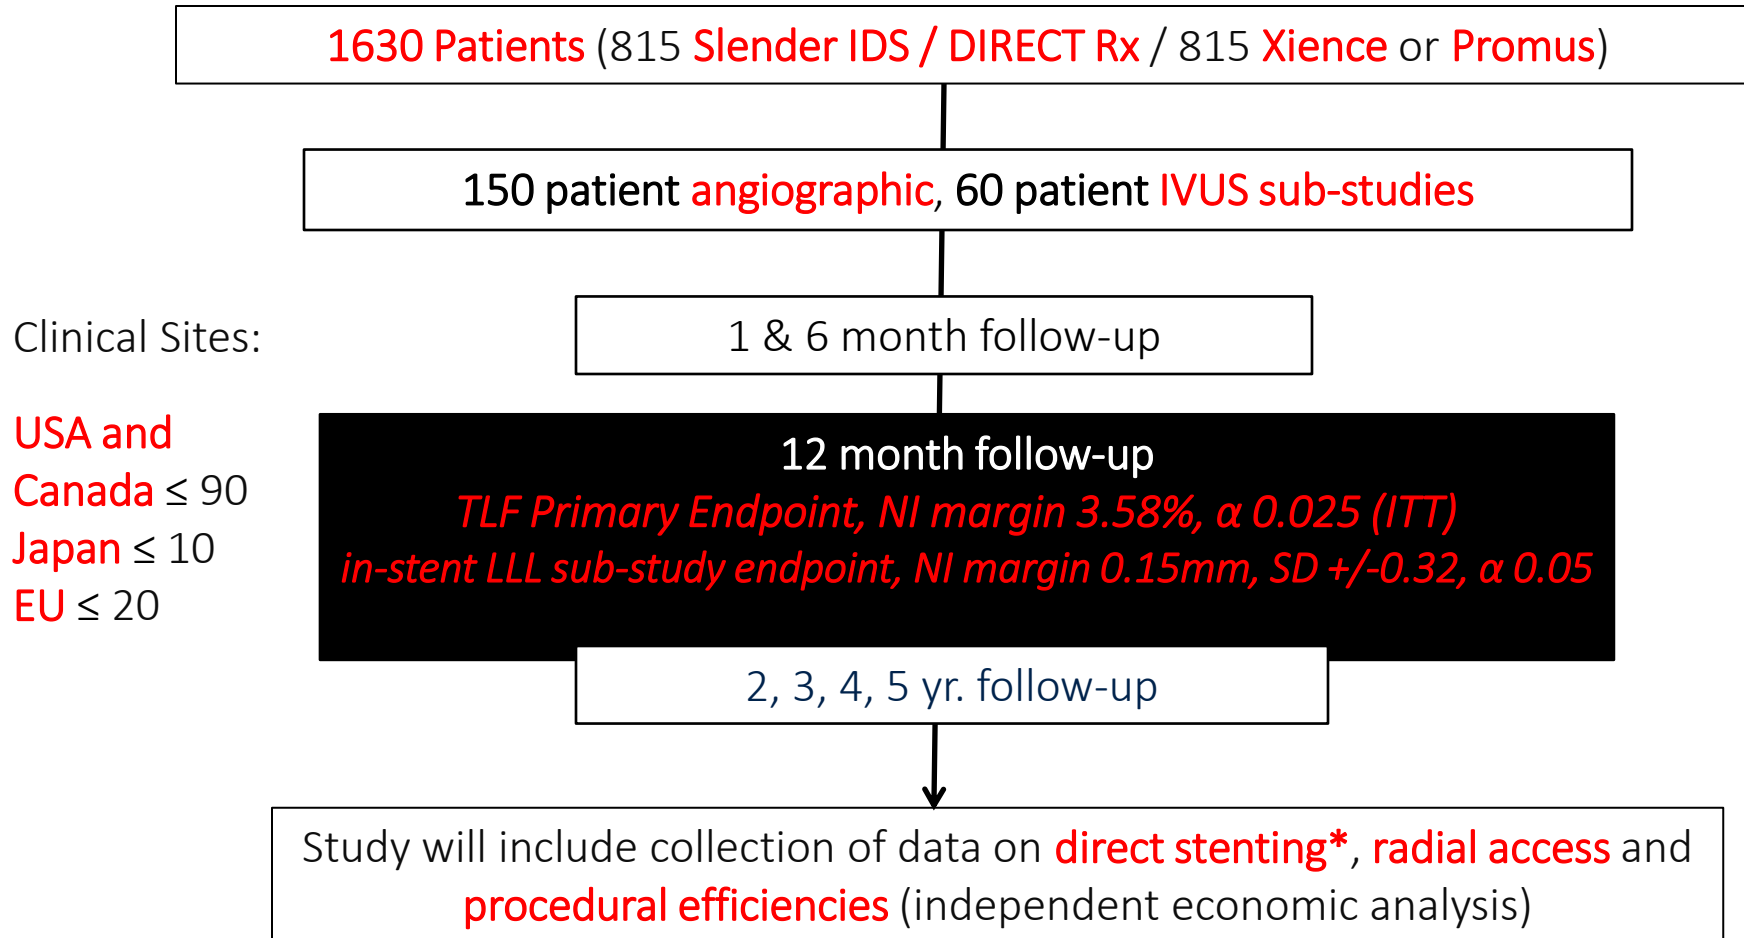 1630 Patients (815 Slender IDS / DIRECT Rx / 815 Xience or Promus)
150 patient angiographic, 60 patient IVUS sub-studies
1 & 6 month follow-up
Clinical Sites:
USA and
Canada ≤ 90
Japan ≤ 10
EU ≤ 20
12 month follow-up
TLF Primary Endpoint, NI margin 3.58%, α 0.025 (ITT)
in-stent LLL sub-study endpoint, NI margin 0.15mm, SD +/-0.32, α 0.05
2, 3, 4, 5 yr. follow-up
Study will include collection of data on direct stenting*, radial access and
procedural efficiencies (independent economic analysis)